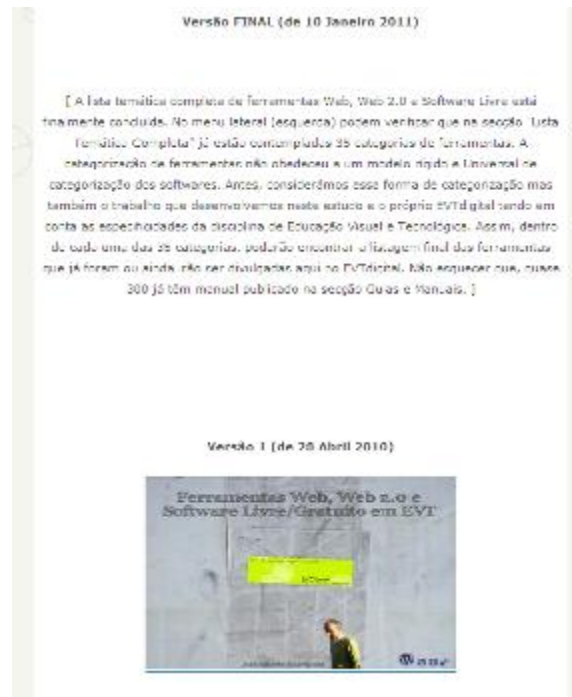 Versão FINAL (de 10 Janeiro 2011)
[ A lista temática completa de ferramentas Web, Web 2.0 e Software Livre está
finalmente concluída. No menu lateral (esquerda) podem verificar que na secção "Lista
Temática Completa" já estão contempladas 35 categorias de ferramentas. A
categorização de ferramentas não obedeceu a um modelo rígido e Universal de
categorização dos softwares. Antes, considerámos essa forma de categorização mas
também o trabalho que desenvolvemos neste estudo e o próprio EVTdigital tendo em
conta as especificidades da disciplina de Educação Visual e Tecnológica. Assim, dentro
de cada uma das 35 categorias, poderão encontrar a listagem final das ferramentas
que já foram ou ainda irão ser divulgadas aqui no EVTdigital. Não esquecer que, quase
300 já têm manual publicado na secção Guias e Manuais. ]
Versão 1 (de 28 Abril 2010)
Ferramentas Web, Web 2.0 e
Software Livre/Gratuito em EVT